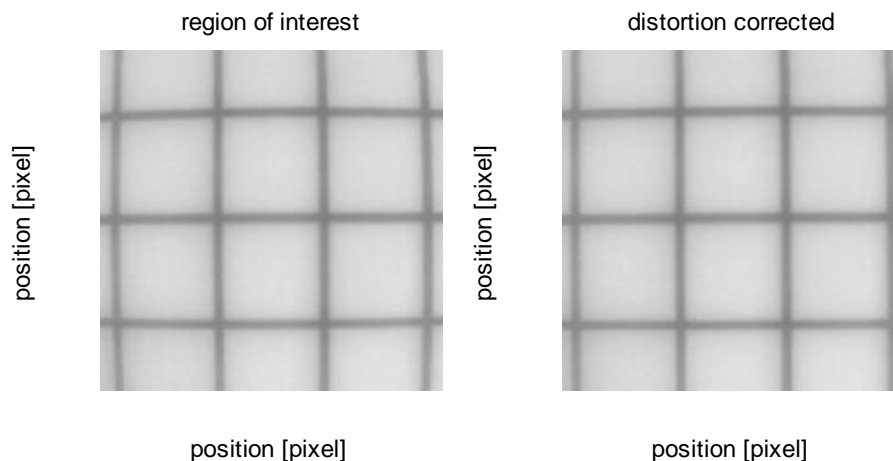 region of interest
distortion corrected
position [pixel]
position [pixel]
position [pixel]
position [pixel]